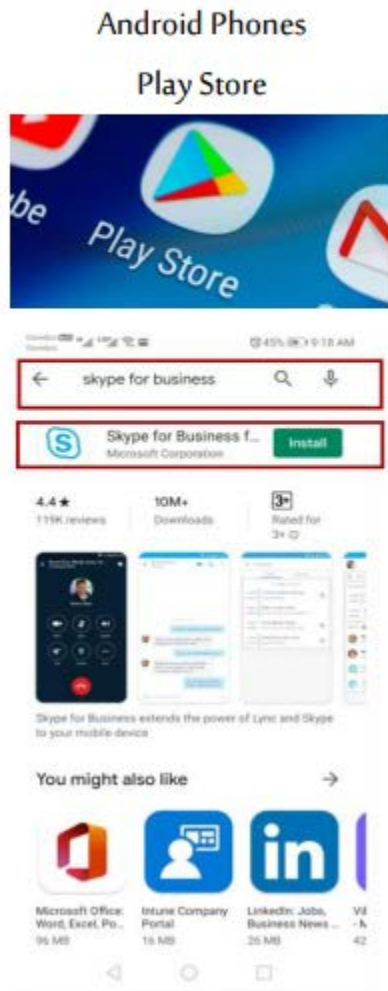 Android Phones
Play Store
be
Play Store
45% 9:18 AM
skype for business
Skype for Business f... Install
Microsoft Corporation
4.4★ 10M+ 3+
119K reviews Downloads Rated for
3+
Skype for Business extends the power of Lync and Skype
to your mobile device
You might also like
Microsoft Office: Intune Company LinkedIn: Jobs,
Word, Excel, Po... Portal Business News ...
96 MB 16 MB 26 MB 42